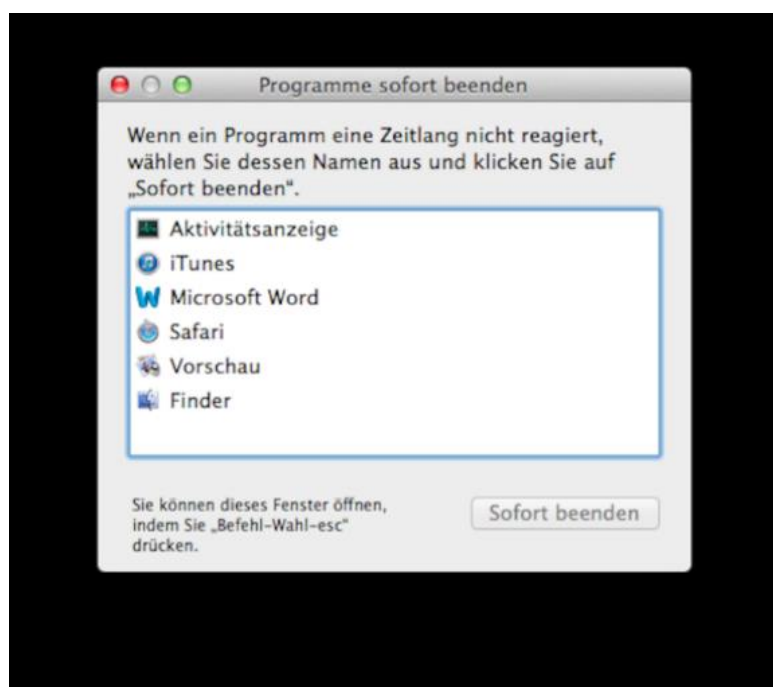 Programme sofort beenden
Wenn ein Programm eine Zeitlang nicht reagiert,
wählen Sie dessen Namen aus und klicken Sie auf
„Sofort beenden“.
Aktivitätsanzeige
iTunes
Microsoft Word
Safari
Vorschau
Finder
Sie können dieses Fenster öffnen,
indem Sie „Befehl-Wahl-esc“
drücken.
Sofort beenden